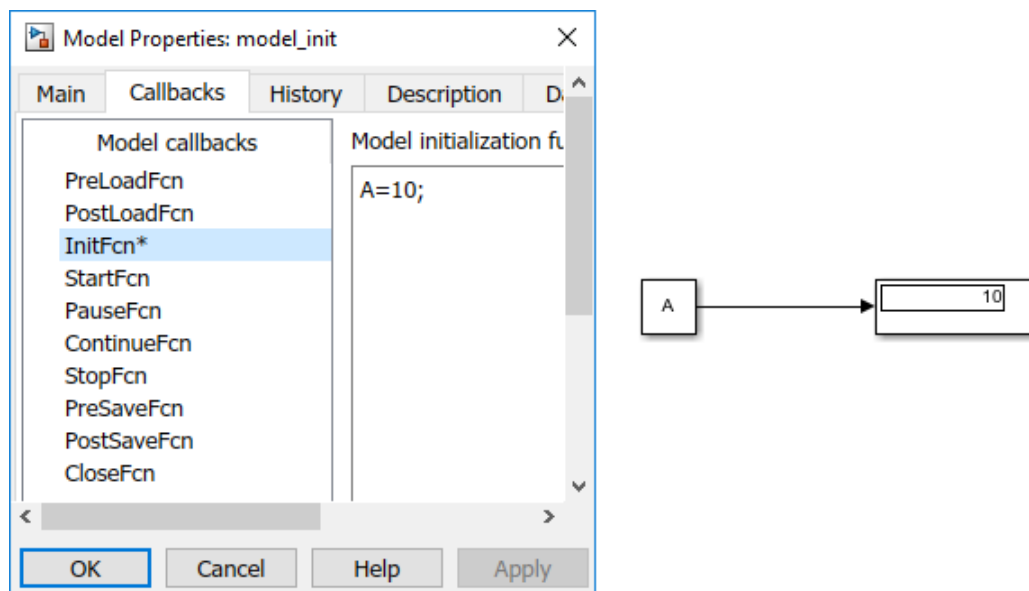 Model Properties: model_init
Main Callbacks History Description
Model callbacks
PreLoadFcn
PostLoadFcn
InitFcn*
StartFcn
PauseFcn
ContinueFcn
StopFcn
PreSaveFcn
PostSaveFcn
CloseFcn
Model initialization
A=10;
OK Cancel Help Apply
A
10